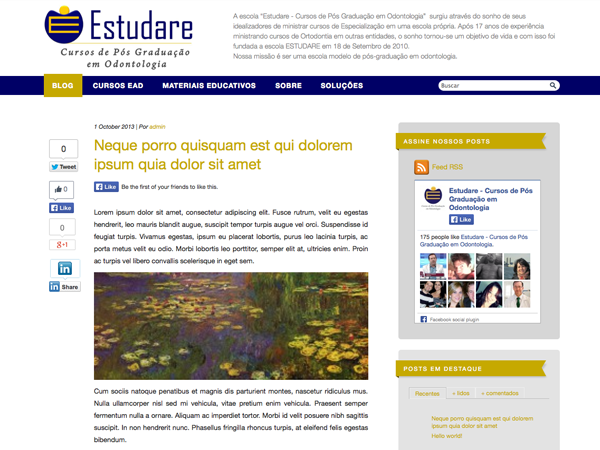 Estudare
Cursos de Pós Graduação
em Odontologia
A escola "Estudare - Cursos de Pós Graduação em Odontologia" surgiu através do sonho de seus
idealizadores de ministrar cursos de Especialização em uma escola própria. Após 17 anos de experiência
ministrando cursos de Ortodontia em outras entidades, o sonho tornou-se um objetivo de vida e com isso foi
fundada a escola ESTUDARE em 18 de Setembro de 2010.
Nossa missão é ser uma escola modelo de pós-graduação em odontologia.
BLOG CURSOS EAD MATERIAIS EDUCATIVOS SOBRE SOLUÇÕES Buscar
0
Tweet
0
Like
0
g+1
in
in Share
1 October 2013 | Por admin
Neque porro quisquam est qui dolorem
ipsum quia dolor sit amet
Like Be the first of your friends to like this.
Lorem ipsum dolor sit amet, consectetur adipiscing elit. Fusce rutrum, velit eu egestas
hendrerit, leo mauris blandit augue, suscipit tempor turpis augue vel orci. Suspendisse id
feugiat turpis. Vivamus egestas, ipsum eu placerat lobortis, purus leo lacinia turpis, ac
porta metus velit eu odio. Morbi lobortis leo porttitor, semper elit at, ultricies enim. Proin
ac turpis vel libero convallis scelerisque in eget sem.
Cum sociis natoque penatibus et magnis dis parturient montes, nascetur ridiculus mus.
Nulla ullamcorper nisl sed mi vehicula, vitae pretium enim vehicula. Praesent semper
fermentum nulla a ornare. Aliquam ac imperdiet tortor. Morbi id velit posuere nibh sagittis
suscipit. In non hendrerit nunc. Phasellus fringilla rhoncus turpis, at eleifend felis egestas
bibendum.
ASSINE NOSSOS POSTS
Feed RSS
Estudare - Cursos de Pós
Graduação em
Odontologia
Like
175 people like Estudare - Cursos de Pós
Graduação em Odontologia.
Facebook social plugin
POSTS EM DESTAQUE
Recentes + lidos + comentados
Neque porro quisquam est qui dolorem
ipsum quia dolor sit amet
Hello world!